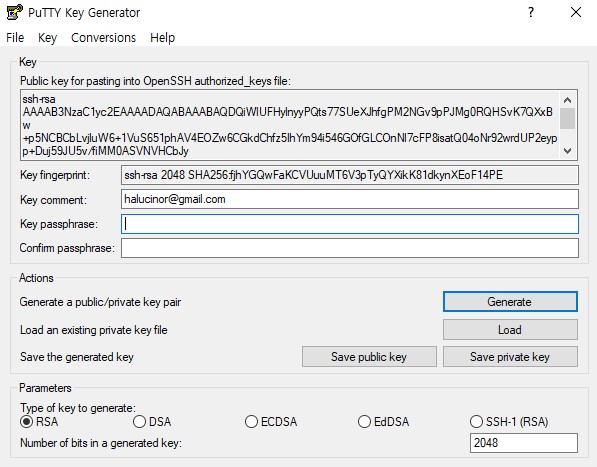 PuTTY Key Generator
File Key Conversions Help
Key
Public key for pasting into OpenSSH authorized_keys file:
ssh-rsa
AAAAB3NzaC1yc2EAAAADAQABAAABAQDQiWlUFHylnyyPQts77SUeXJhfgPM2NGv9pPJMg0RQHSvK7QXxB
w
+p5NCBCbLvjluW6+1VuS651phAV4EOZw6CGkdChfz5lhYm94i546GOfGLCOnNl7cFP8isatQ04oNr92wrdUP2eyp
p+Duj59JU5v/fiMM0ASVNVHCbJy
Key fingerprint: ssh-rsa 2048 SHA256:fjhYGQwFaKCVUuuMT6V3pTyQYXikK81dkynXEoF14PE
Key comment: halucinor@gmail.com
Key passphrase:
Confirm passphrase:
Actions
Generate a public/private key pair Generate
Load an existing private key file Load
Save the generated key Save public key Save private key
Parameters
Type of key to generate:
RSA DSA ECDSA EdDSA SSH-1 (RSA)
Number of bits in a generated key: 2048